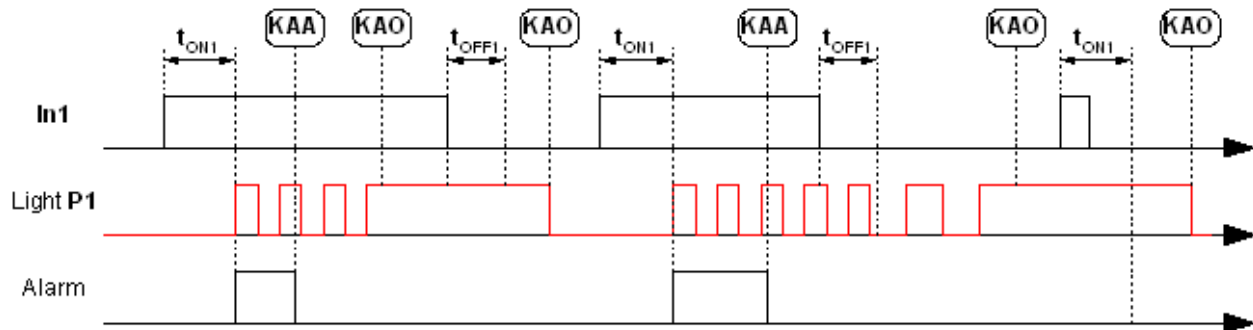 KAA KAO KAO KAA KAO KAO
tON1 tOFF1 tON1 tOFF1 tON1
In1
Light P1
Alarm